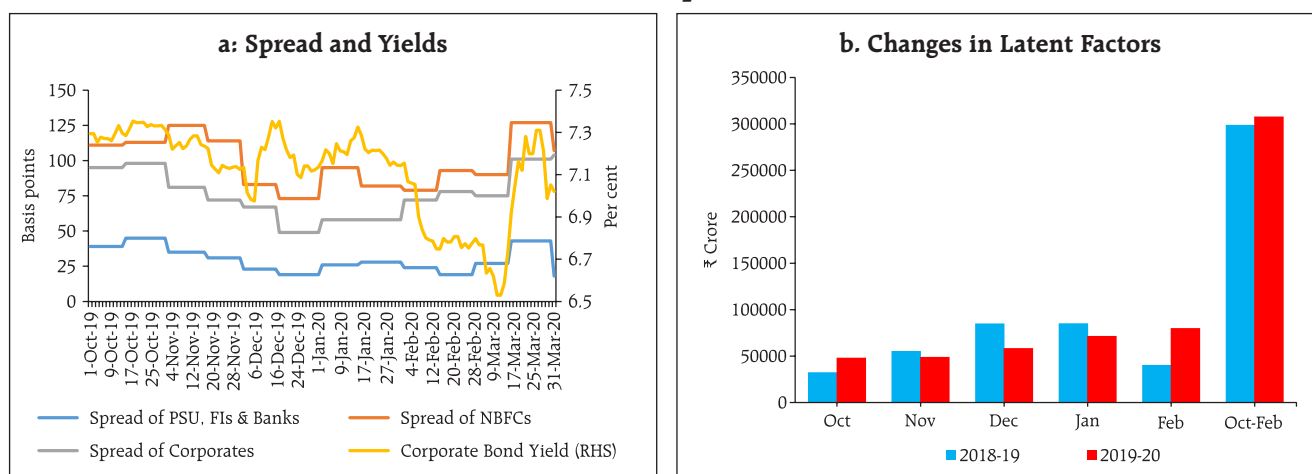 a: Spread and Yields
150
125
100
75
50
25
0
Basis points
7.5
7.3
7.1
6.9
6.7
6.5
Per cent
1-Oct-19
9-Oct-19
17-Oct-19
25-Oct-19
4-Nov-19
12-Nov-19
20-Nov-19
28-Nov-19
6-Dec-19
16-Dec-19
24-Dec-19
1-Jan-20
9-Jan-20
17-Jan-20
27-Jan-20
4-Feb-20
12-Feb-20
20-Feb-20
28-Feb-20
9-Mar-20
17-Mar-20
25-Mar-20
31-Mar-20
Spread of PSU, FIs & Banks
Spread of NBFCs
Spread of Corporates
Corporate Bond Yield (RHS)
b. Changes in Latent Factors
350000
300000
250000
200000
150000
100000
50000
0
₹ Crore
Oct
Nov
Dec
Jan
Feb
Oct-Feb
2018-19
2019-20